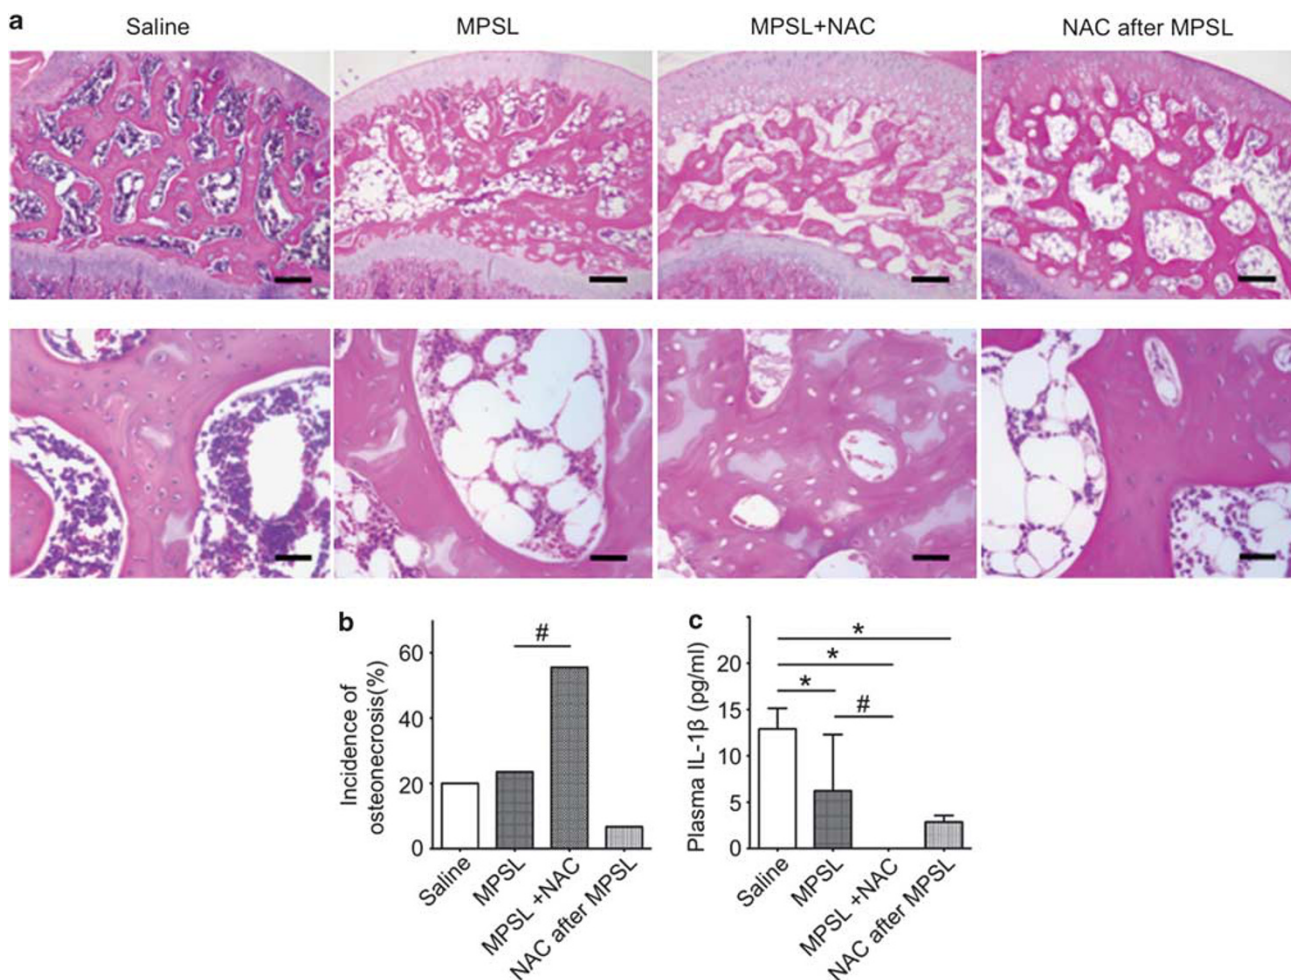 a
Saline MPSL MPSL+NAC NAC after MPSL
b
Incidence of
osteonecrosis(%)
60
40
20
0
#
Saline
MPSL
MPSL +NAC
NAC after MPSL
c
Plasma IL-1β (pg/ml)
20
15
10
5
0
*
*
*
#
Saline
MPSL
MPSL +NAC
NAC after MPSL